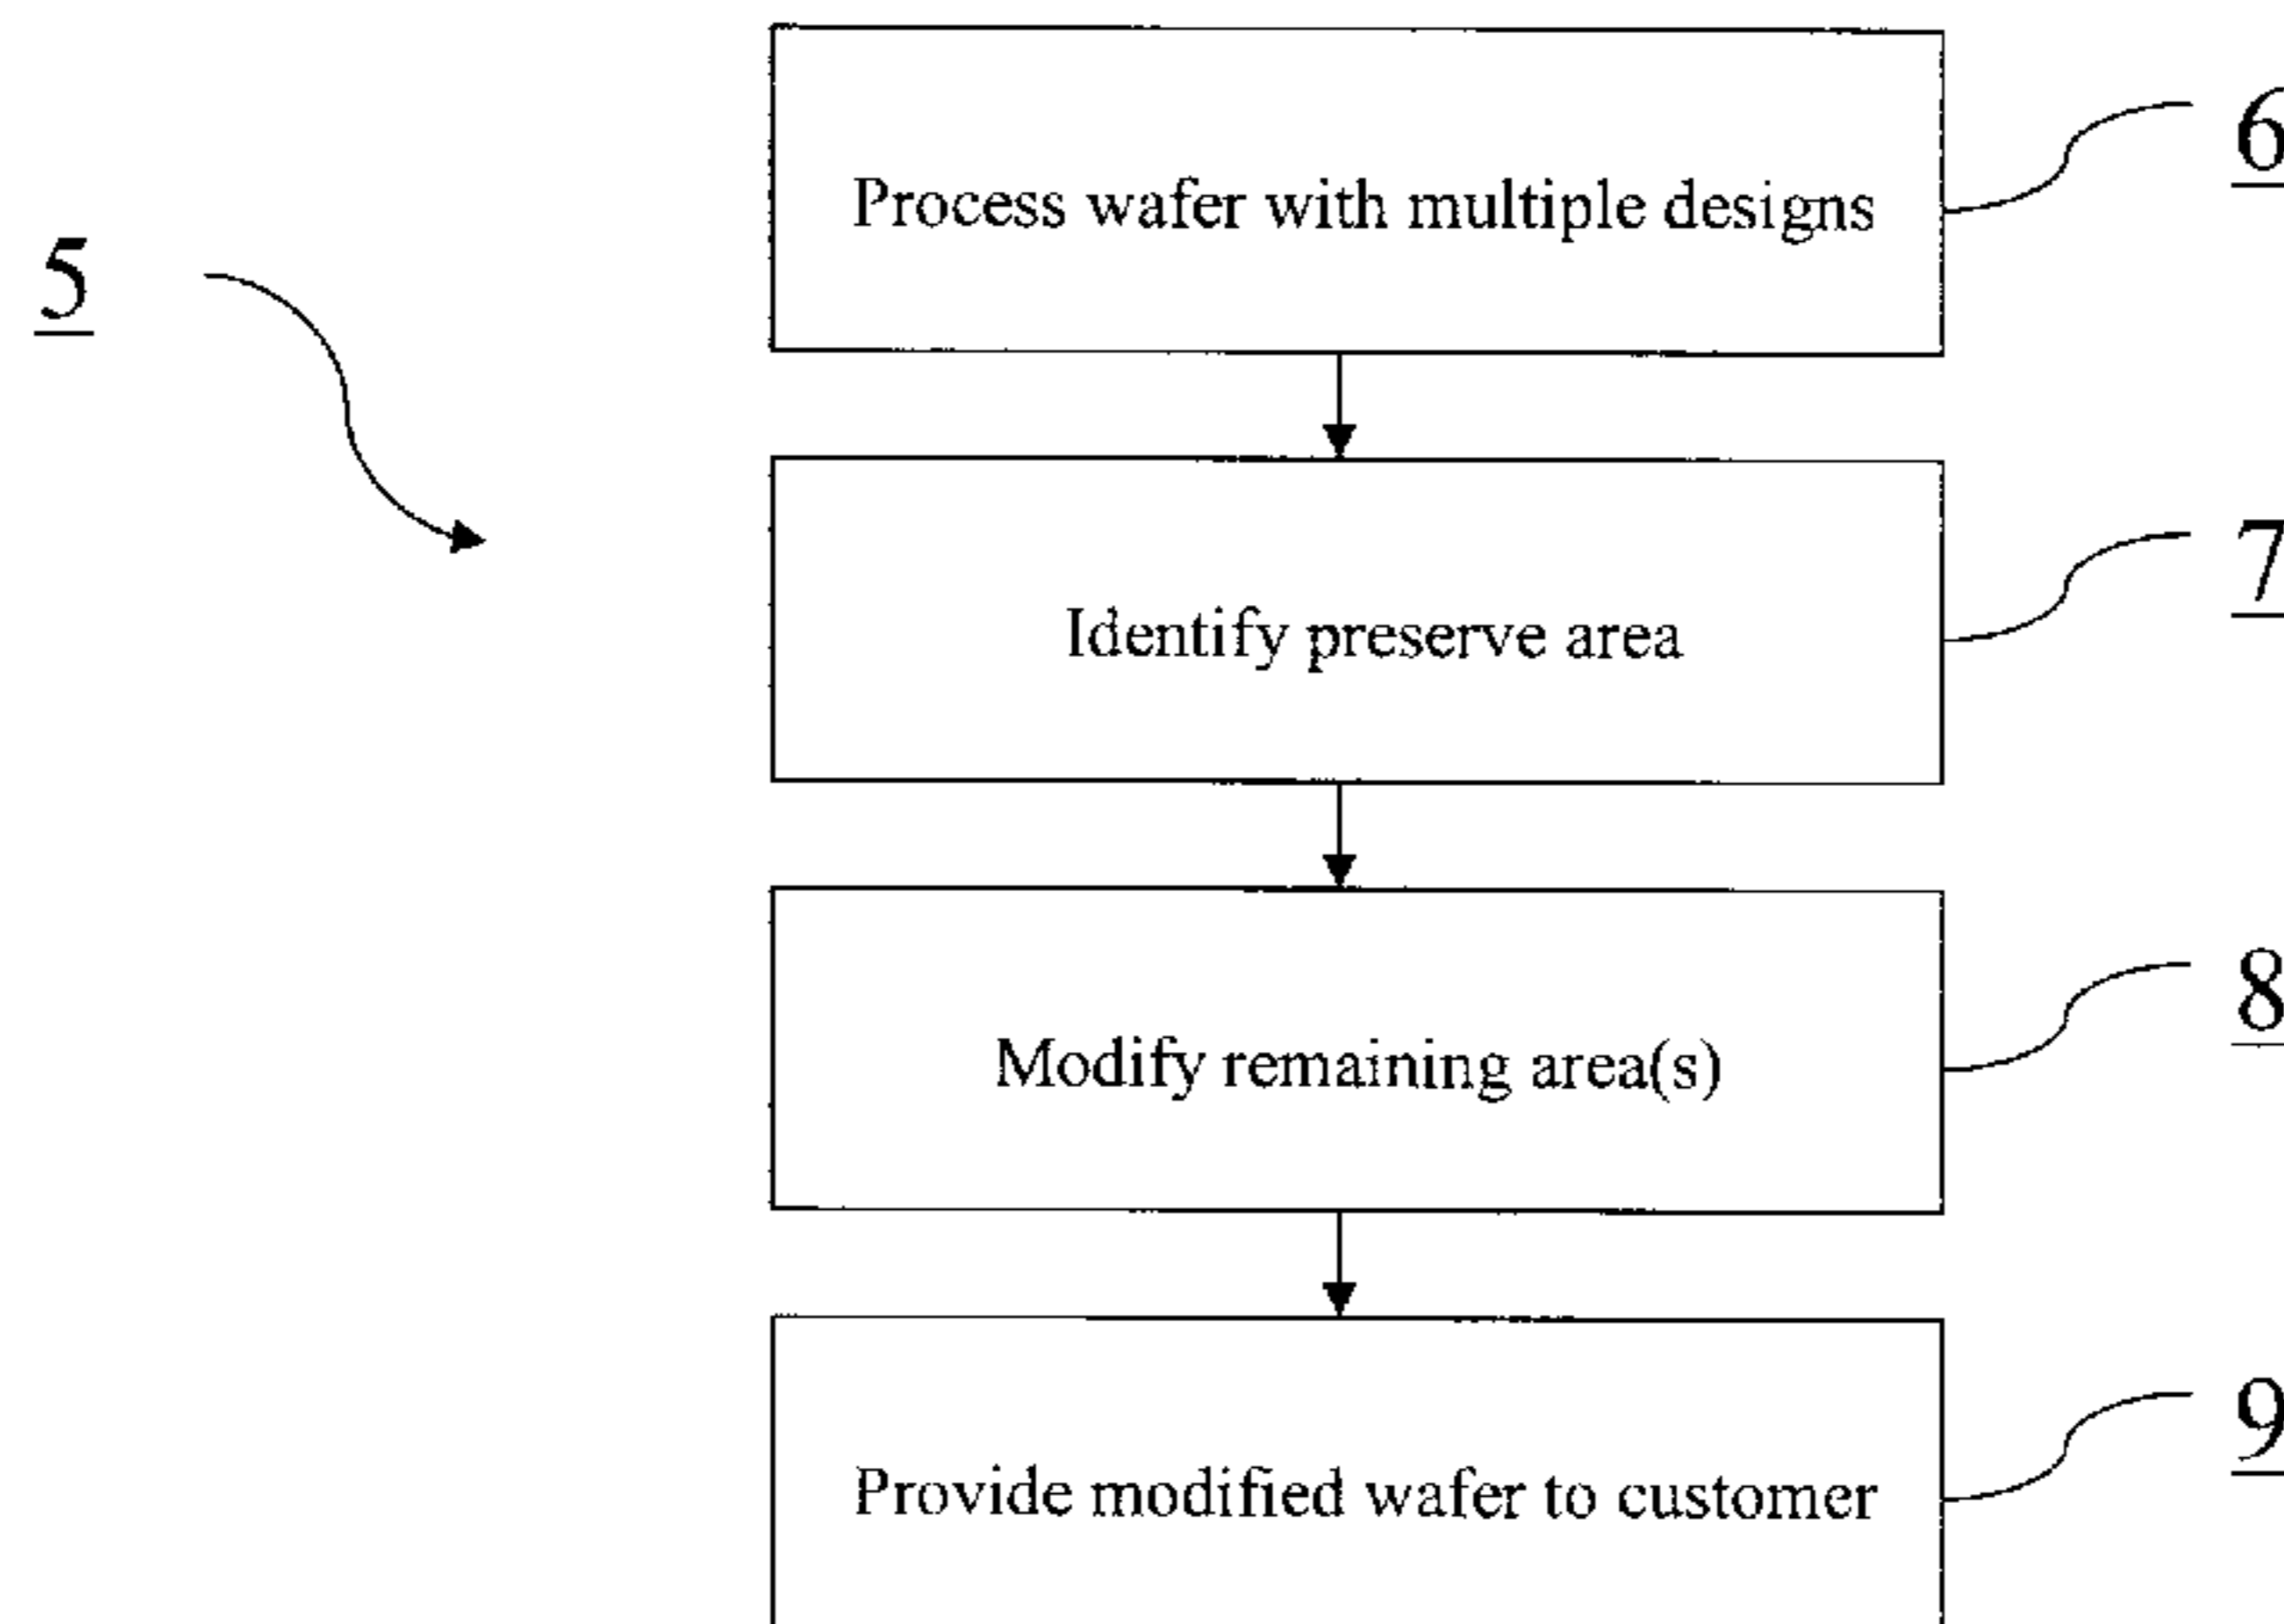 Process wafer with multiple designs
6
5
Identify preserve area
7
Modify remaining area(s)
8
Provide modified wafer to customer
9